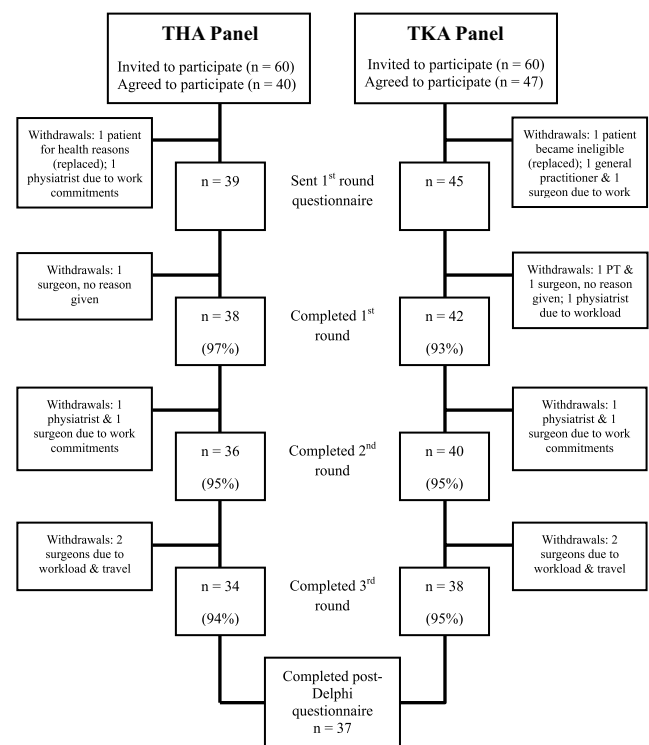 THA Panel
Invited to participate (n = 60)
Agreed to participate (n = 40)
TKA Panel
Invited to participate (n = 60)
Agreed to participate (n = 47)
Withdrawals: 1 patient
for health reasons
(replaced); 1
physiatrist due to work
commitments
n = 39
Sent 1st round
questionnaire
n = 45
Withdrawals: 1 patient
became ineligible
(replaced); 1 general
practitioner & 1
surgeon due to work
Withdrawals: 1
surgeon, no reason
given
n = 38
(97%)
Completed 1st
round
n = 42
(93%)
Withdrawals: 1 PT &
1 surgeon, no reason
given; 1 physiatrist
due to workload
Withdrawals: 1
physiatrist & 1
surgeon due to work
commitments
n = 36
(95%)
Completed 2nd
round
n = 40
(95%)
Withdrawals: 1
physiatrist & 1
surgeon due to work
commitments
Withdrawals: 2
surgeons due to
workload & travel
n = 34
(94%)
Completed 3rd
round
n = 38
(95%)
Withdrawals: 2
surgeons due to
workload & travel
Completed post-
Delphi
questionnaire
n = 37